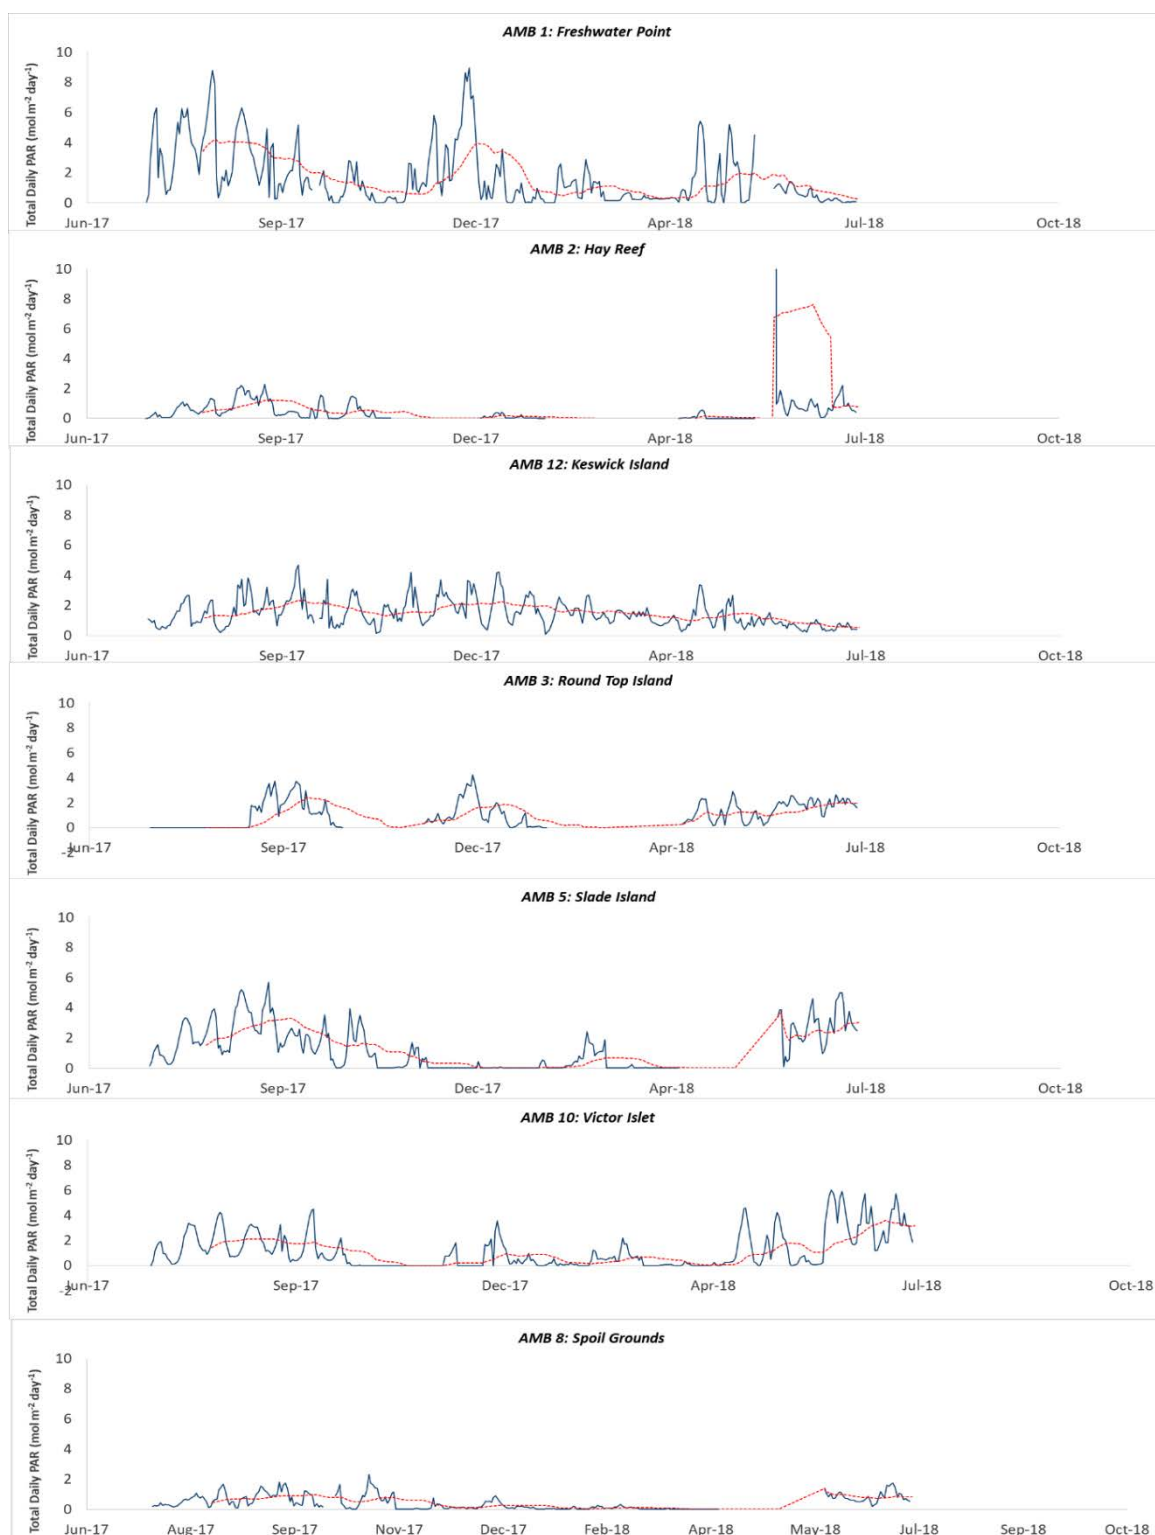 AMB 1: Freshwater Point
Total Daily PAR (mol m-2 day-1)
10
8
6
4
2
0
Jun-17 Sep-17 Dec-17 Apr-18 Jul-18 Oct-18
AMB 2: Hay Reef
Total Daily PAR (mol m-2 day-1)
10
8
6
4
2
0
Jun-17 Sep-17 Dec-17 Apr-18 Jul-18 Oct-18
AMB 12: Keswick Island
Total Daily PAR (mol m-2 day-1)
10
8
6
4
2
0
Jun-17 Sep-17 Dec-17 Apr-18 Jul-18 Oct-18
AMB 3: Round Top Island
Total Daily PAR (mol m-2 day-1)
10
8
6
4
2
0
-2
Jun-17 Sep-17 Dec-17 Apr-18 Jul-18 Oct-18
AMB 5: Slade Island
Total Daily PAR (mol m-2 day-1)
10
8
6
4
2
0
Jun-17 Sep-17 Dec-17 Apr-18 Jul-18 Oct-18
AMB 10: Victor Islet
Total Daily PAR (mol m-2 day-1)
10
8
6
4
2
0
-2
Jun-17 Sep-17 Dec-17 Apr-18 Jul-18 Oct-18
AMB 8: Spoil Grounds
Total Daily PAR (mol m-2 day-1)
10
8
6
4
2
0
Jun-17 Aug-17 Sep-17 Nov-17 Dec-17 Feb-18 Apr-18 May-18 Jul-18 Sep-18 Oct-18